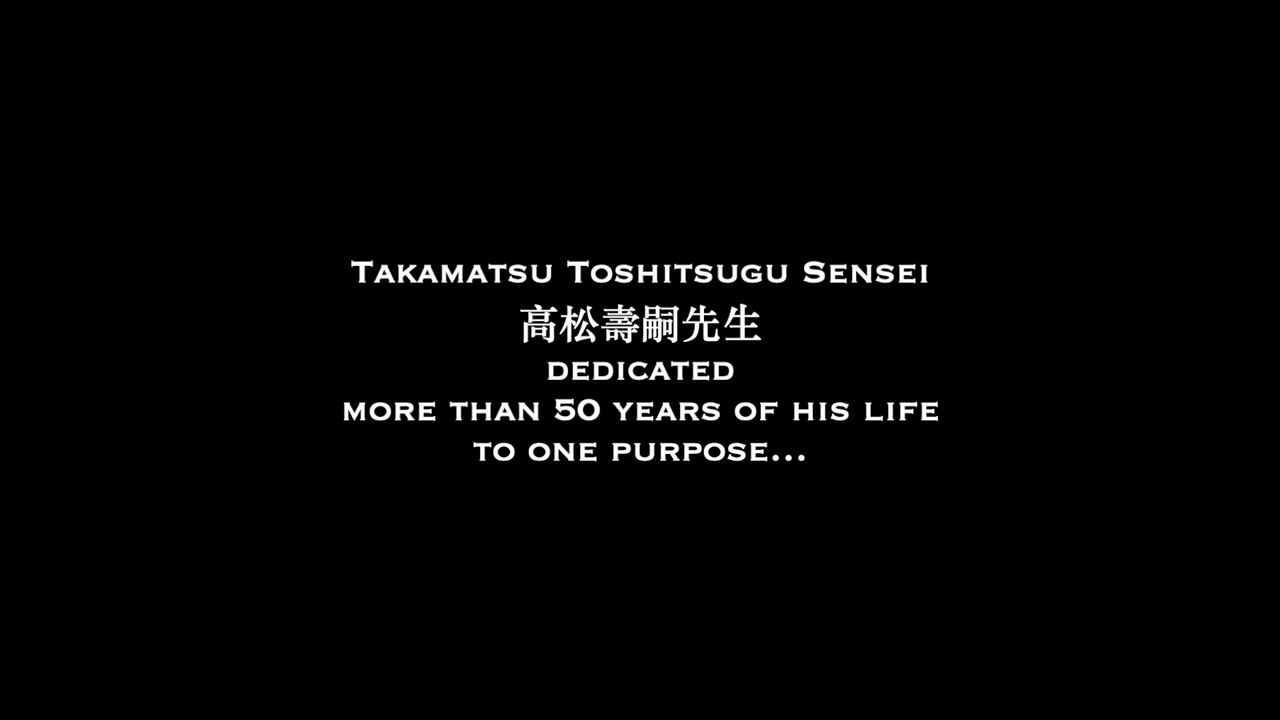 Takamatsu Toshitsugu Sensei
高松壽嗣先生
dedicated
more than 50 years of his life
to one purpose...